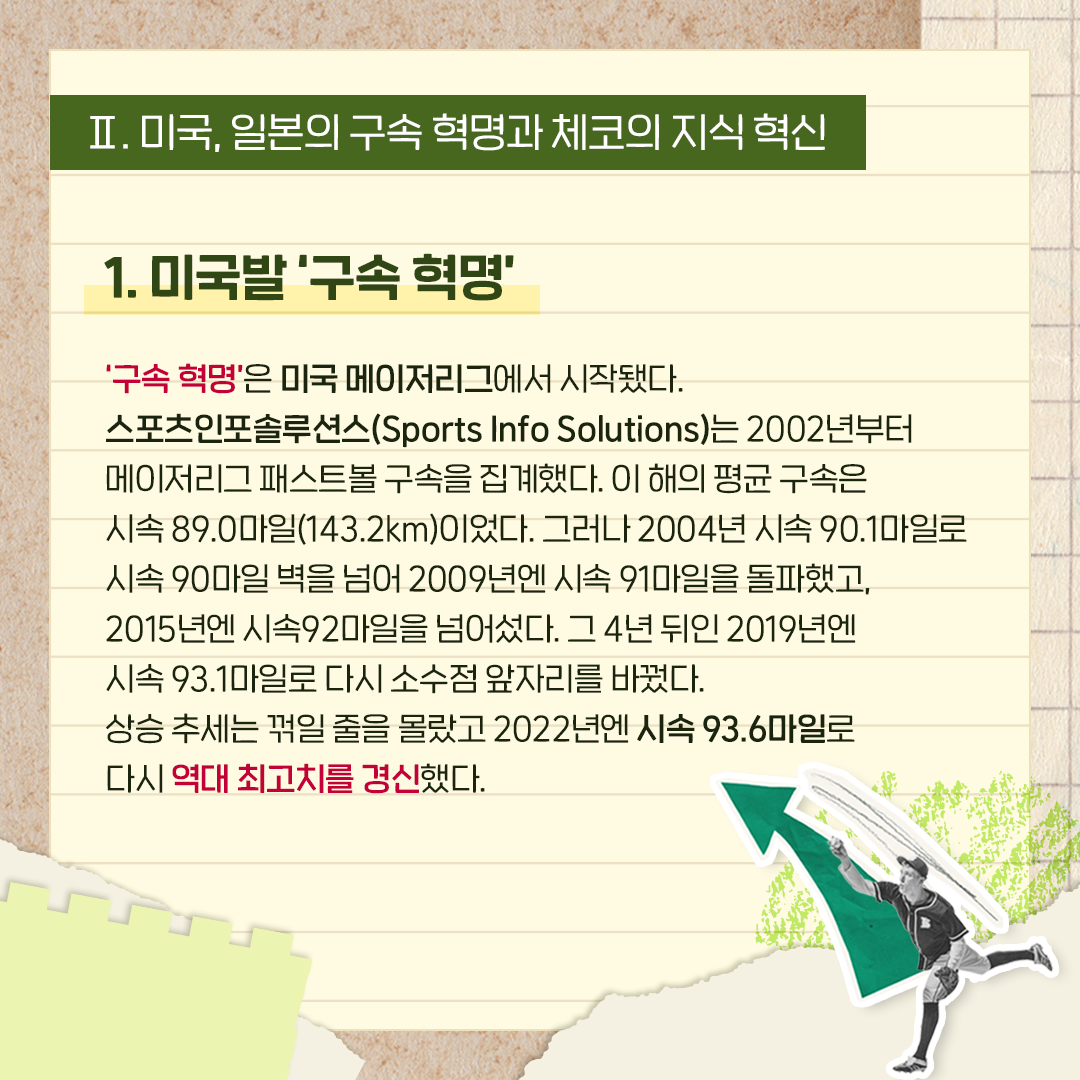 Ⅱ. 미국, 일본의 구속 혁명과 체코의 지식 혁신
1. 미국발 ‘구속 혁명’
‘구속 혁명’은 미국 메이저리그에서 시작됐다.
스포츠인포솔루션스(Sports Info Solutions)는 2002년부터
메이저리그 패스트볼 구속을 집계했다. 이 해의 평균 구속은
시속 89.0마일(143.2km)이었다. 그러나 2004년 시속 90.1마일로
시속 90마일 벽을 넘어 2009년엔 시속 91마일을 돌파했고,
2015년엔 시속92마일을 넘어섰다. 그 4년 뒤인 2019년엔
시속 93.1마일로 다시 소수점 앞자리를 바꿨다.
상승 추세는 꺾일 줄을 몰랐고 2022년엔 시속 93.6마일로
다시 역대 최고치를 경신했다.